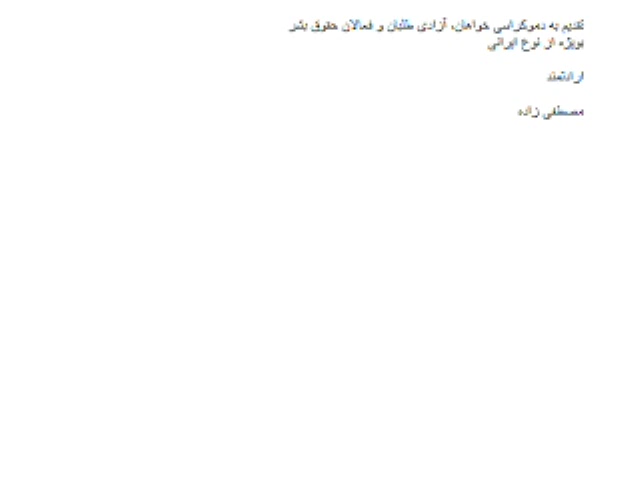 تقدیم به دموکراسی خواهان، آزادی طلبان و فعالان حقوق بشر
بویژه از نوع ایرانی
ارادتمند
مصطفی زاده